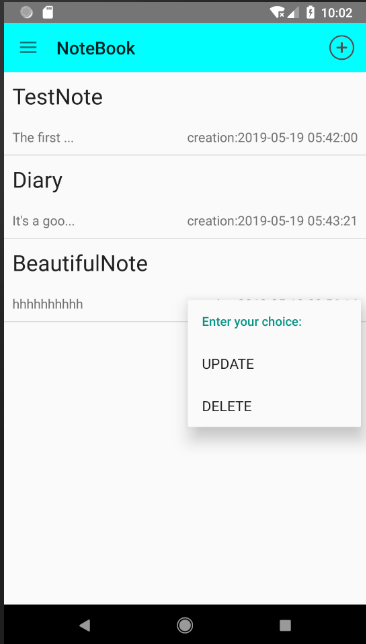 10:02
NoteBook
TestNote
The first ... creation:2019-05-19 05:42:00
Diary
It's a goo... creation:2019-05-19 05:43:21
BeautifulNote
hhhhhhhhhh
Enter your choice:
UPDATE
DELETE